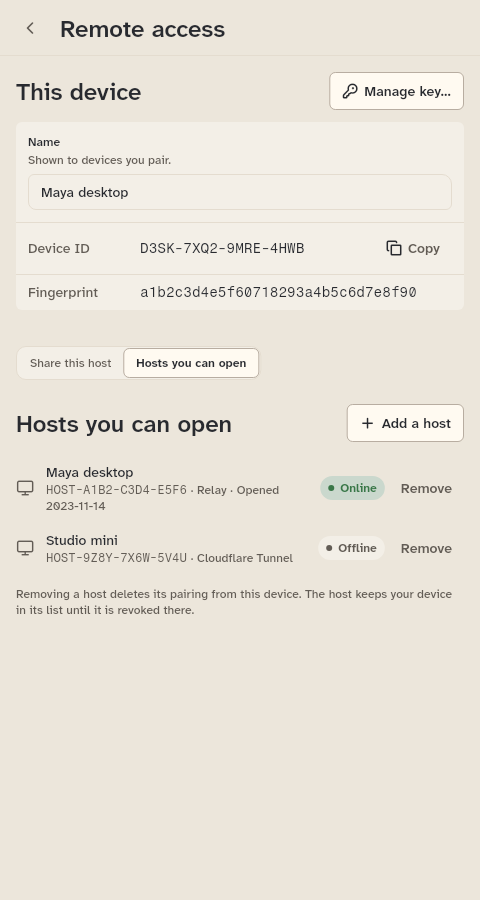 Remote access
This device
Manage key...
Name
Shown to devices you pair.
Maya desktop
Device ID
D3SK-7XQ2-9MRE-4HWB
Copy
Fingerprint
a1b2c3d4e5f60718293a4b5c6d7e8f90
Share this host
Hosts you can open
Hosts you can open
Add a host
Maya desktop
HOST-A1B2-C3D4-E5F6 · Relay · Opened
2023-11-14
Online
Remove
Studio mini
HOST-9Z8Y-7X6W-5V4U · Cloudflare Tunnel
Offline
Remove
Removing a host deletes its pairing from this device. The host keeps your device
in its list until it is revoked there.